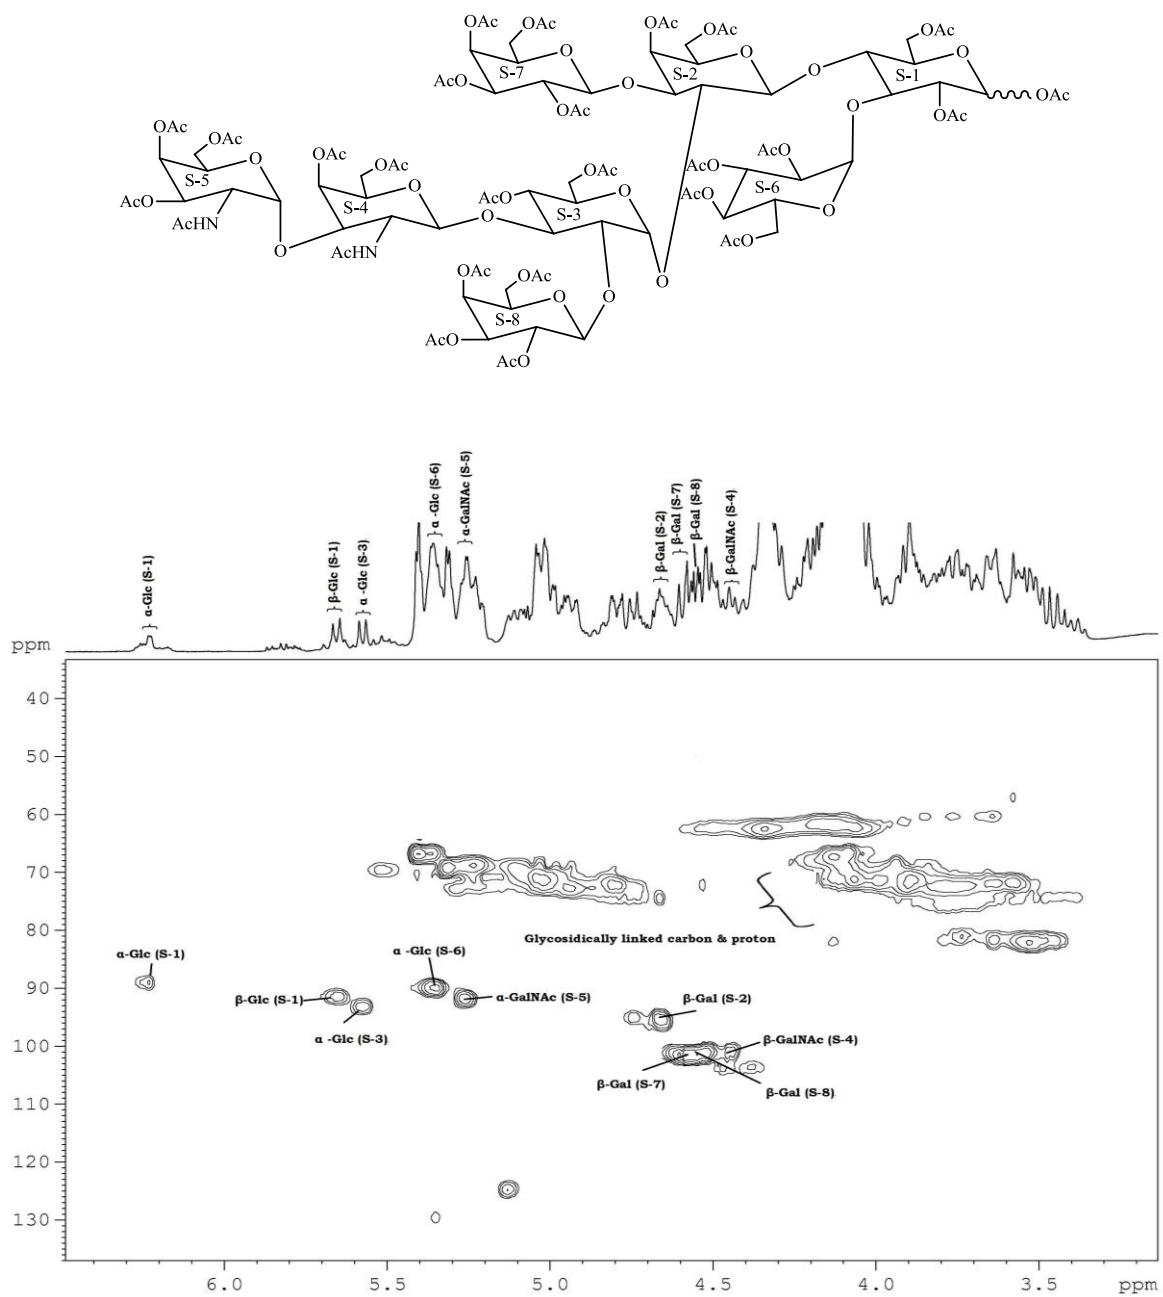 OAc OAc OAc OAc OAc
S-7 O S-2 O O S-1 O
AcO O OAc
OAc OAc
OAc OAc O
OAc OAc AcO
S-5 O OAc OAc OAc AcO
AcO S-4 O AcO S-3 O AcO S-6
AcHN O O
O AcHN AcO
OAc OAc O
O O
S-8
AcO
AcO
α-Glc (S-1)
β-Glc (S-1)
α -Glc (S-3)
α -Glc (S-6)
α-GalNAc (S-5)
β-Gal (S-2)
β-Gal (S-7)
β-Gal (S-8)
β-GalNAc (S-4)
ppm
40
50
60
70
80
Glycosidically linked carbon & proton
α-Glc (S-1)
α -Glc (S-6)
90
β-Glc (S-1)
α-GalNAc (S-5)
β-Gal (S-2)
α -Glc (S-3)
100
β-GalNAc (S-4)
β-Gal (S-7)
β-Gal (S-8)
110
120
130
6.0 5.5 5.0 4.5 4.0 3.5 ppm